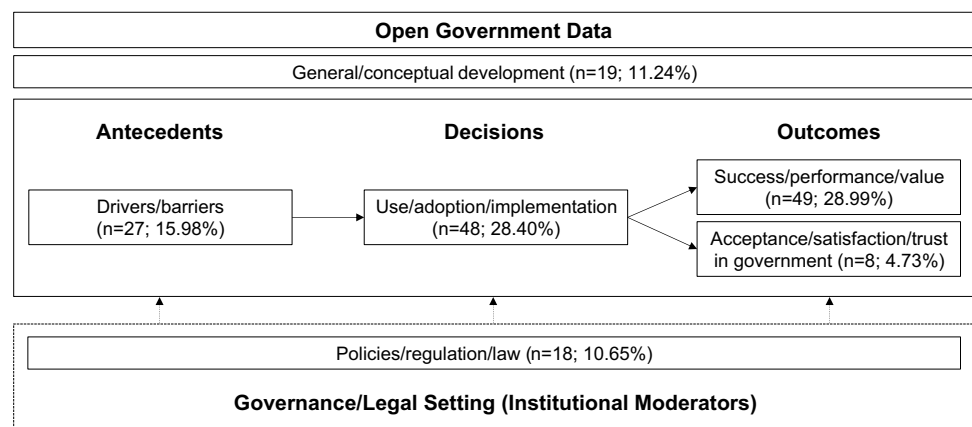 Open Government Data
General/conceptual development (n=19; 11.24%)
Antecedents
Decisions
Outcomes
Drivers/barriers
(n=27; 15.98%)
Use/adoption/implementation
(n=48; 28.40%)
Success/performance/value
(n=49; 28.99%)
Acceptance/satisfaction/trust
in government (n=8; 4.73%)
Policies/regulation/law (n=18; 10.65%)
Governance/Legal Setting (Institutional Moderators)